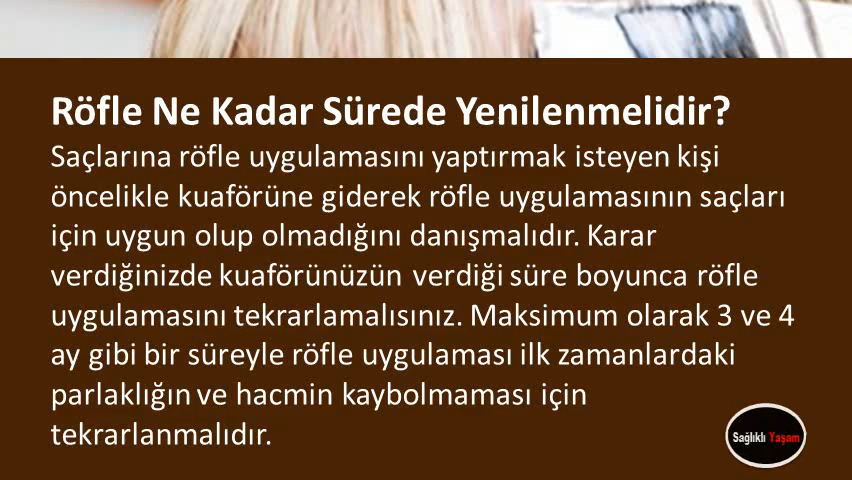 Röfle Ne Kadar Sürede Yenilenmelidir?
Saçlarına röfle uygulamasını yaptırmak isteyen kişi
öncelikle kuaförüne giderek röfle uygulamasının saçları
için uygun olup olmadığını danışmalıdır. Karar
verdiğinizde kuaförünüzün verdiği süre boyunca röfle
uygulamasını tekrarlamalısınız. Maksimum olarak 3 ve 4
ay gibi bir süreyle röfle uygulaması ilk zamanlardaki
parlaklığın ve hacmin kaybolmaması için
tekrarlanmalıdır.
Sağlıklı Yaşam